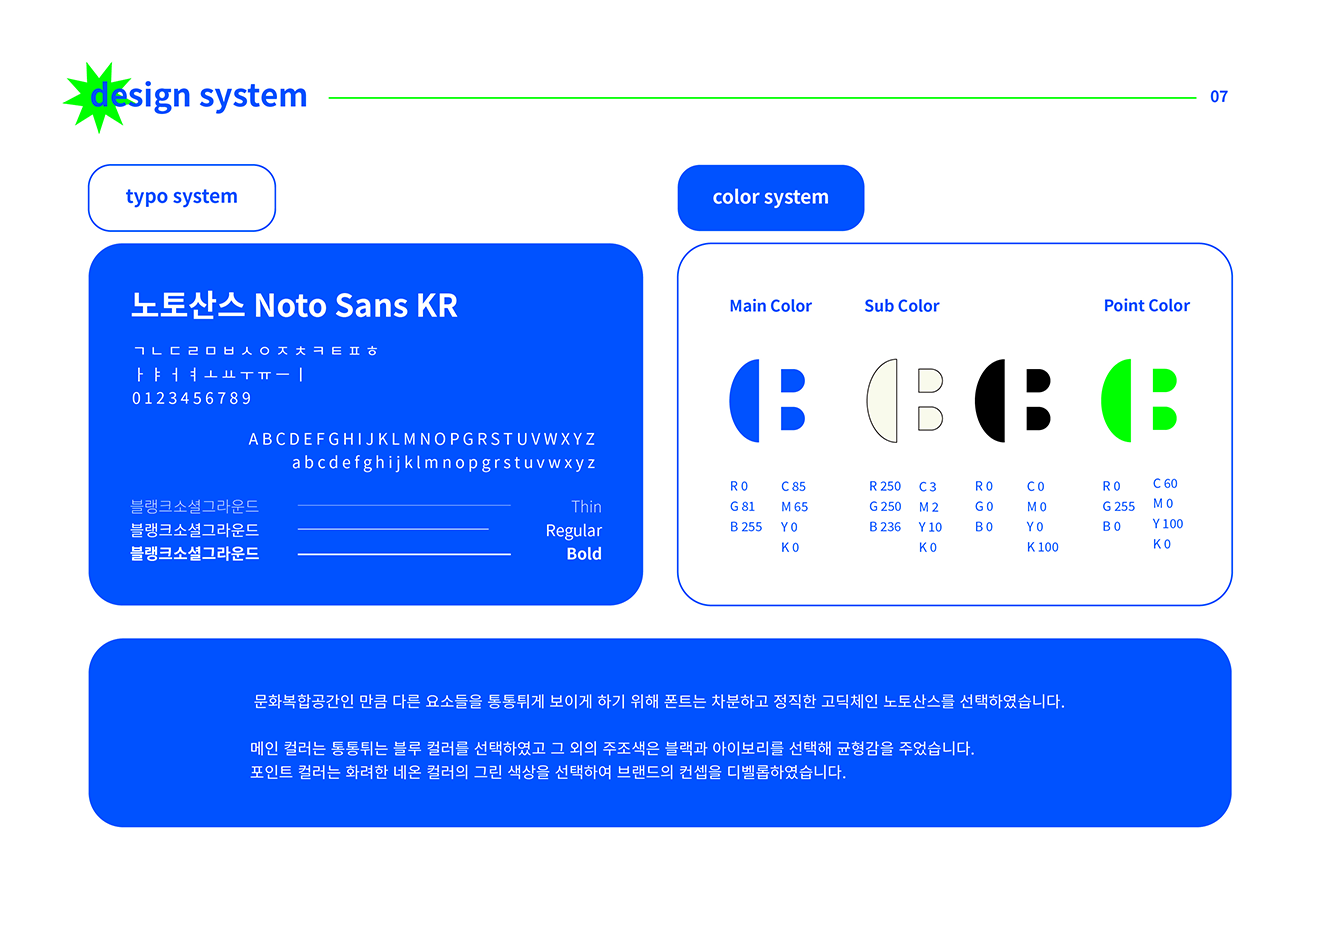 design system
07
typo system
노토산스 Noto Sans KR
ㄱㄴㄷㄹㅁㅂㅅㅇㅈㅊㅋㅌㅍㅎ
ㅏㅑㅓㅕㅗㅛㅜㅠㅡㅣ
0123456789
ABCDEFGHIJKLMNOPGRSTUVWXYZ
abcdefghijklmnopgrstuvwxyz
블랭크소셜그라운드 Thin
블랭크소셜그라운드 Regular
블랭크소셜그라운드 Bold
color system
Main Color Sub Color Point Color
R 0 C 85 R 250 C 3 R 0 C 0 R 0 C 60
G 81 M 65 G 250 M 2 G 0 M 0 G 255 M 0
B 255 Y 0 B 236 Y 10 B 0 Y 0 B 0 Y 100
K 0 K 0 K 100 K 0
문화복합공간인 만큼 다른 요소들을 통통튀게 보이게 하기 위해 폰트는 차분하고 정직한 고딕체인 노토산스를 선택하였습니다.
메인 컬러는 통통튀는 블루 컬러를 선택하였고 그 외의 주조색은 블랙과 아이보리를 선택해 균형감을 주었습니다.
포인트 컬러는 화려한 네온 컬러의 그린 색상을 선택하여 브랜드의 컨셉을 디벨롭하였습니다.